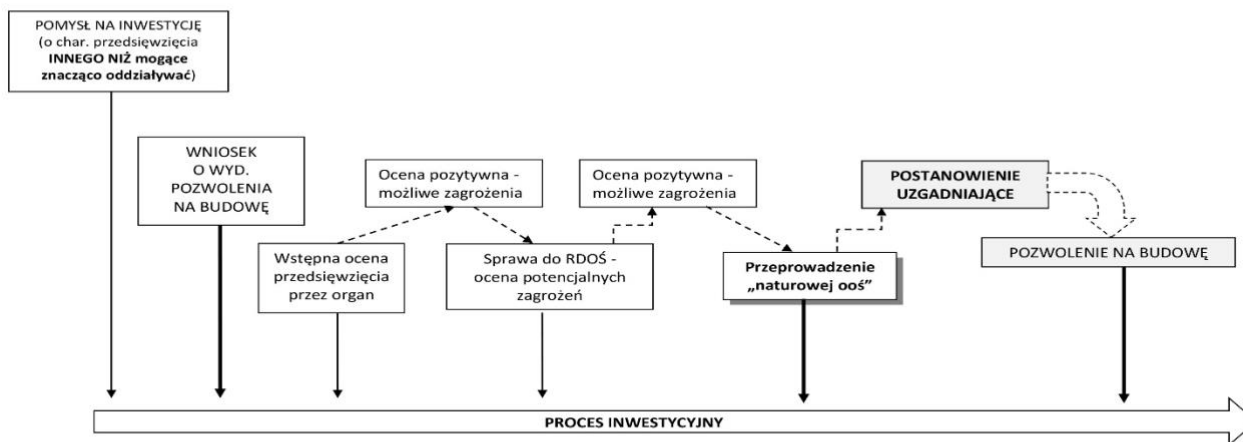 POMYSŁ NA INWESTYCJĘ
(o char. przedsięwzięcia
INNEGO NIŻ mogące
znacząco oddziaływać)
WNIOSEK
O WYD.
POZWOLENIA
NA BUDOWĘ
Wstępna ocena
przedsięwzięcia
przez organ
Ocena pozytywna -
możliwe zagrożenia
Sprawa do RDOŚ -
ocena potencjalnych
zagrożeń
Ocena pozytywna -
możliwe zagrożenia
Przeprowadzenie
„naturowej ooś”
POSTANOWIENIE
UZGADNIAJĄCE
POZWOLENIE NA BUDOWĘ
PROCES INWESTYCYJNY